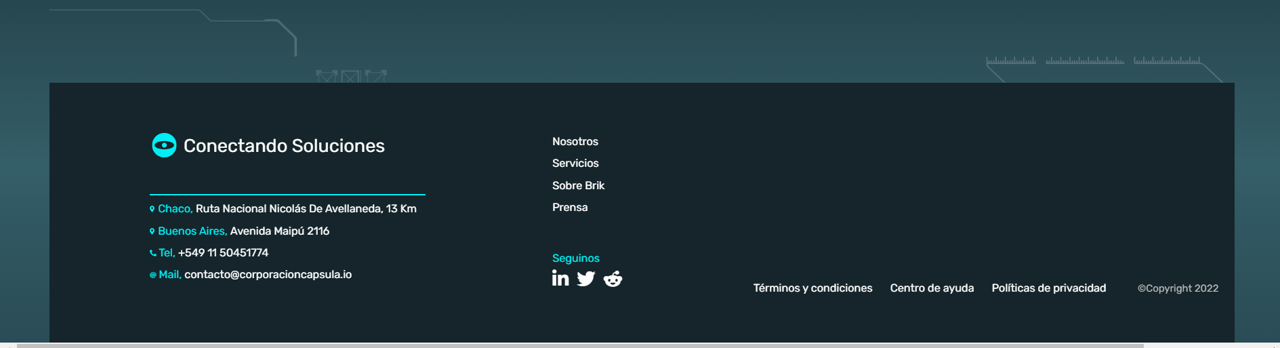 Conectando Soluciones
Chaco, Ruta Nacional Nicolás De Avellaneda, 13 Km
Buenos Aires, Avenida Maipú 2116
Tel, +549 11 50451774
@ Mail, contacto@corporacioncapsula.io
Nosotros
Servicios
Sobre Brik
Prensa
Seguinos
in
Términos y condiciones Centro de ayuda Políticas de privacidad ©Copyright 2022